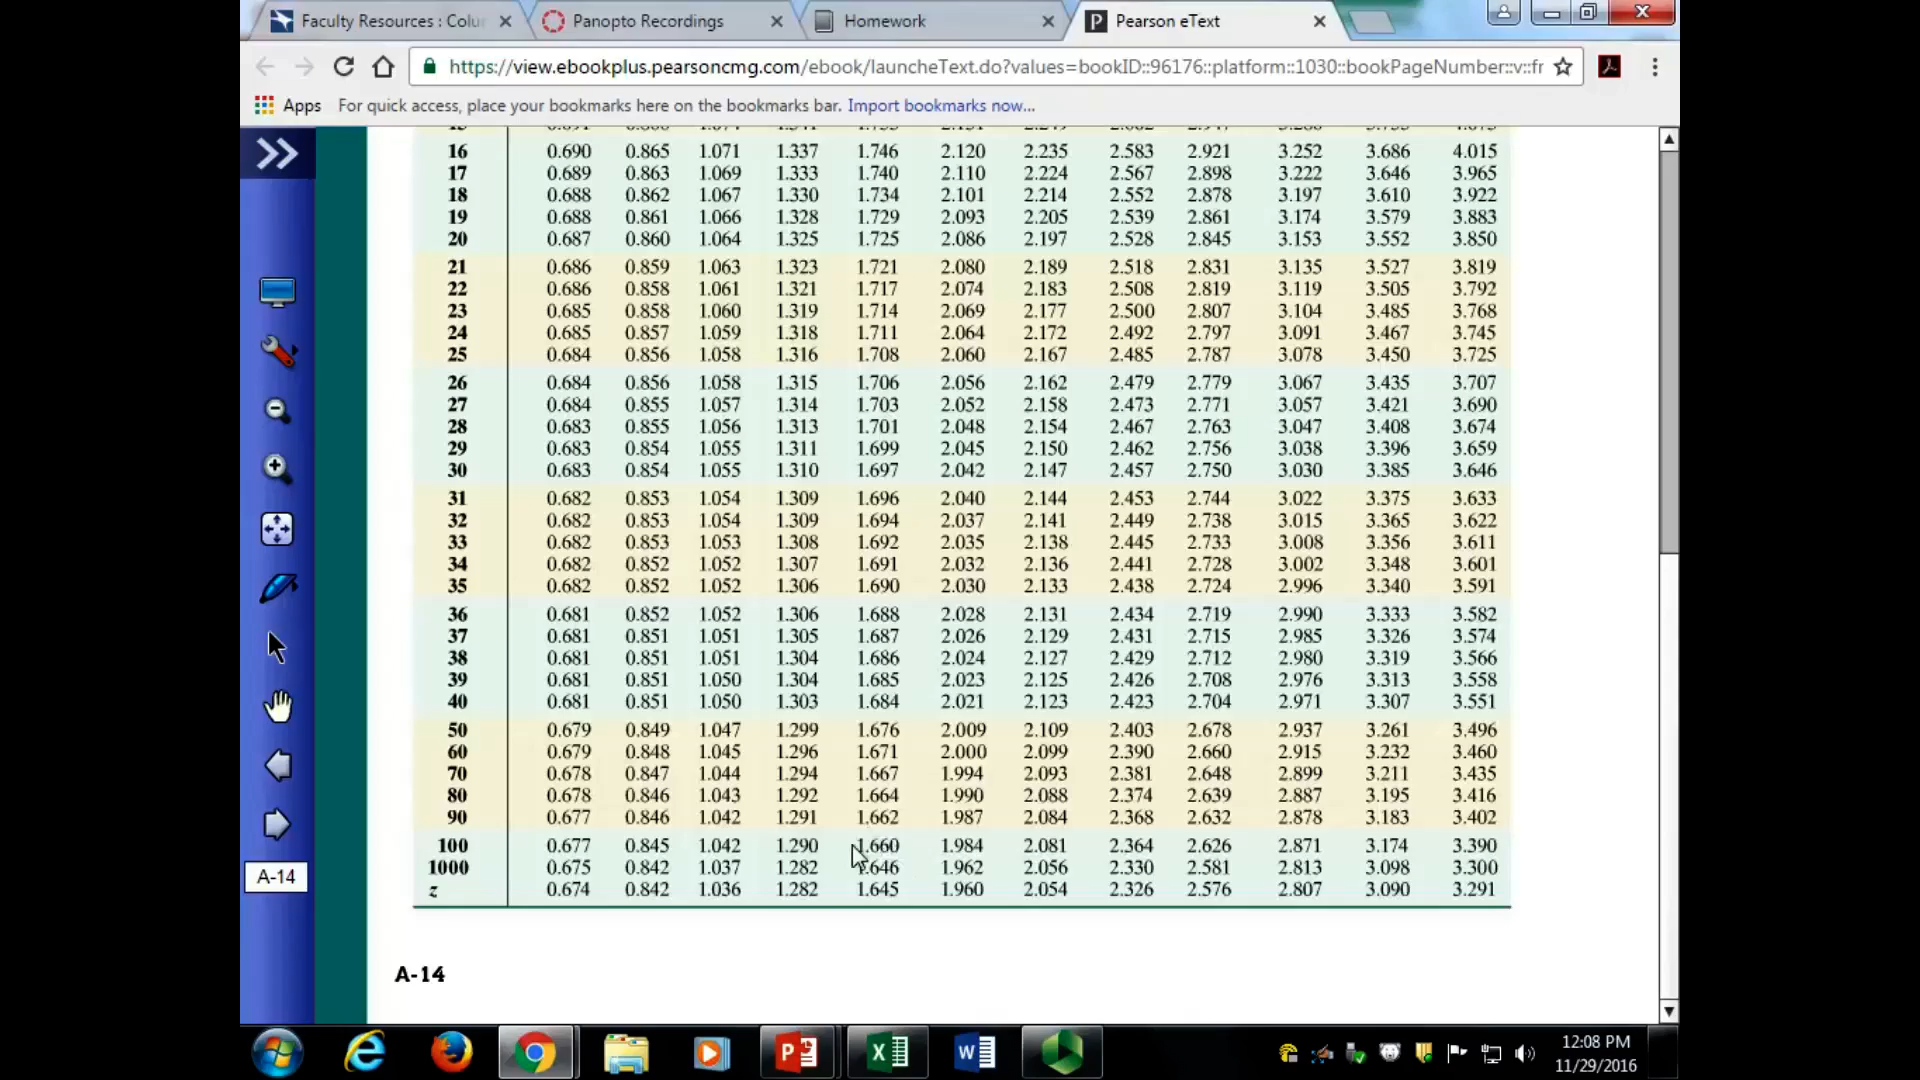 Faculty Resources : Colu
Panopto Recordings
Homework
P Pearson eText
https://view.ebookplus.pearsoncmg.com/ebook/launcheText.do?values=bookID::96176::platform::1030::bookPageNumber::v::fr
Apps For quick access, place your bookmarks here on the bookmarks bar. Import bookmarks now...
16 0.690 0.865 1.071 1.337 1.746 2.120 2.235 2.583 2.921 3.252 3.686 4.015
17 0.689 0.863 1.069 1.333 1.740 2.110 2.224 2.567 2.898 3.222 3.646 3.965
18 0.688 0.862 1.067 1.330 1.734 2.101 2.214 2.552 2.878 3.197 3.610 3.922
19 0.688 0.861 1.066 1.328 1.729 2.093 2.205 2.539 2.861 3.174 3.579 3.883
20 0.687 0.860 1.064 1.325 1.725 2.086 2.197 2.528 2.845 3.153 3.552 3.850
21 0.686 0.859 1.063 1.323 1.721 2.080 2.189 2.518 2.831 3.135 3.527 3.819
22 0.686 0.858 1.061 1.321 1.717 2.074 2.183 2.508 2.819 3.119 3.505 3.792
23 0.685 0.858 1.060 1.319 1.714 2.069 2.177 2.500 2.807 3.104 3.485 3.768
24 0.685 0.857 1.059 1.318 1.711 2.064 2.172 2.492 2.797 3.091 3.467 3.745
25 0.684 0.856 1.058 1.316 1.708 2.060 2.167 2.485 2.787 3.078 3.450 3.725
26 0.684 0.856 1.058 1.315 1.706 2.056 2.162 2.479 2.779 3.067 3.435 3.707
27 0.684 0.855 1.057 1.314 1.703 2.052 2.158 2.473 2.771 3.057 3.421 3.690
28 0.683 0.855 1.056 1.313 1.701 2.048 2.154 2.467 2.763 3.047 3.408 3.674
29 0.683 0.854 1.055 1.311 1.699 2.045 2.150 2.462 2.756 3.038 3.396 3.659
30 0.683 0.854 1.055 1.310 1.697 2.042 2.147 2.457 2.750 3.030 3.385 3.646
31 0.682 0.853 1.054 1.309 1.696 2.040 2.144 2.453 2.744 3.022 3.375 3.633
32 0.682 0.853 1.054 1.309 1.694 2.037 2.141 2.449 2.738 3.015 3.365 3.622
33 0.682 0.853 1.053 1.308 1.692 2.035 2.138 2.445 2.733 3.008 3.356 3.611
34 0.682 0.852 1.052 1.307 1.691 2.032 2.136 2.441 2.728 3.002 3.348 3.601
35 0.682 0.852 1.052 1.306 1.690 2.030 2.133 2.438 2.724 2.996 3.340 3.591
36 0.681 0.852 1.052 1.306 1.688 2.028 2.131 2.434 2.719 2.990 3.333 3.582
37 0.681 0.851 1.051 1.305 1.687 2.026 2.129 2.431 2.715 2.985 3.326 3.574
38 0.681 0.851 1.051 1.304 1.686 2.024 2.127 2.429 2.712 2.980 3.319 3.566
39 0.681 0.851 1.050 1.304 1.685 2.023 2.125 2.426 2.708 2.976 3.313 3.558
40 0.681 0.851 1.050 1.303 1.684 2.021 2.123 2.423 2.704 2.971 3.307 3.551
50 0.679 0.849 1.047 1.299 1.676 2.009 2.109 2.403 2.678 2.937 3.261 3.496
60 0.679 0.848 1.045 1.296 1.671 2.000 2.099 2.390 2.660 2.915 3.232 3.460
70 0.678 0.847 1.044 1.294 1.667 1.994 2.093 2.381 2.648 2.899 3.211 3.435
80 0.678 0.846 1.043 1.292 1.664 1.990 2.088 2.374 2.639 2.887 3.195 3.416
90 0.677 0.846 1.042 1.291 1.662 1.987 2.084 2.368 2.632 2.878 3.183 3.402
100 0.677 0.845 1.042 1.290 1.660 1.984 2.081 2.364 2.626 2.871 3.174 3.390
1000 0.675 0.842 1.037 1.282 1.646 1.962 2.056 2.330 2.581 2.813 3.098 3.300
z 0.674 0.842 1.036 1.282 1.645 1.960 2.054 2.326 2.576 2.807 3.090 3.291
A-14
A-14
12:08 PM
11/29/2016